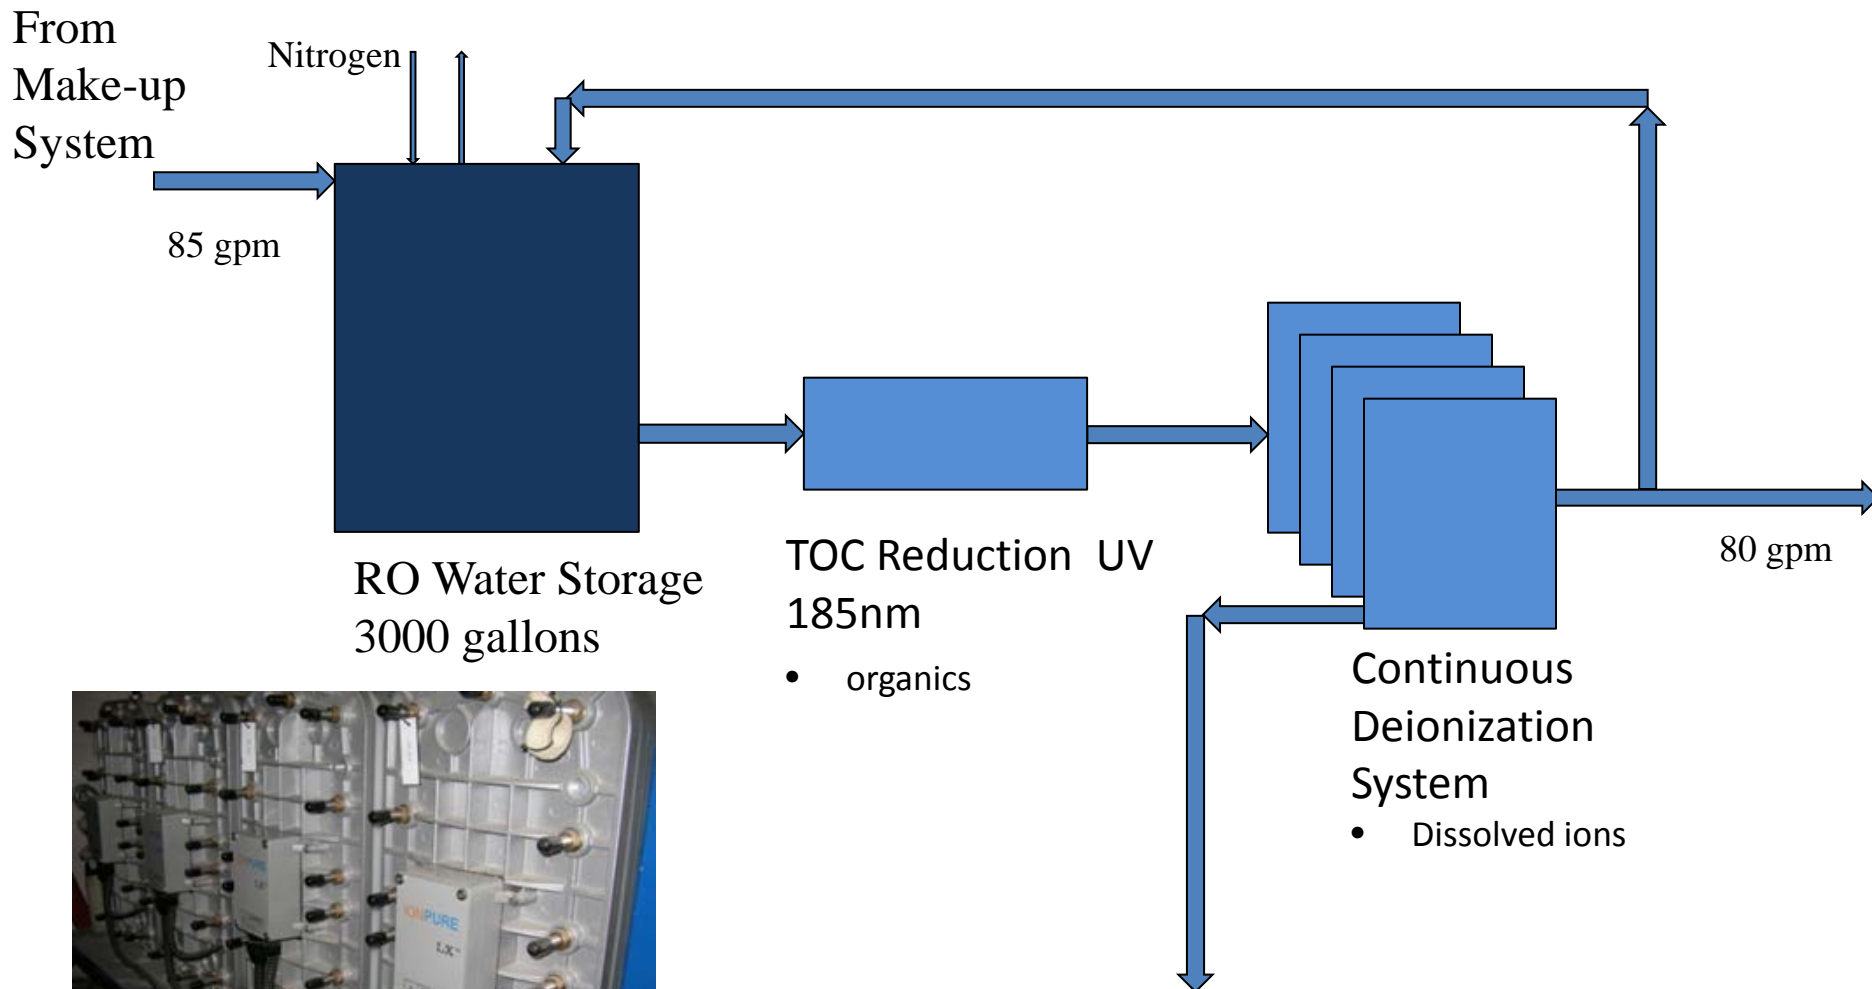 From
Make-up
System
Nitrogen
85 gpm
RO Water Storage
3000 gallons
TOC Reduction UV
185nm
• organics
80 gpm
Continuous
Deionization
System
• Dissolved ions
IONPURE
LX